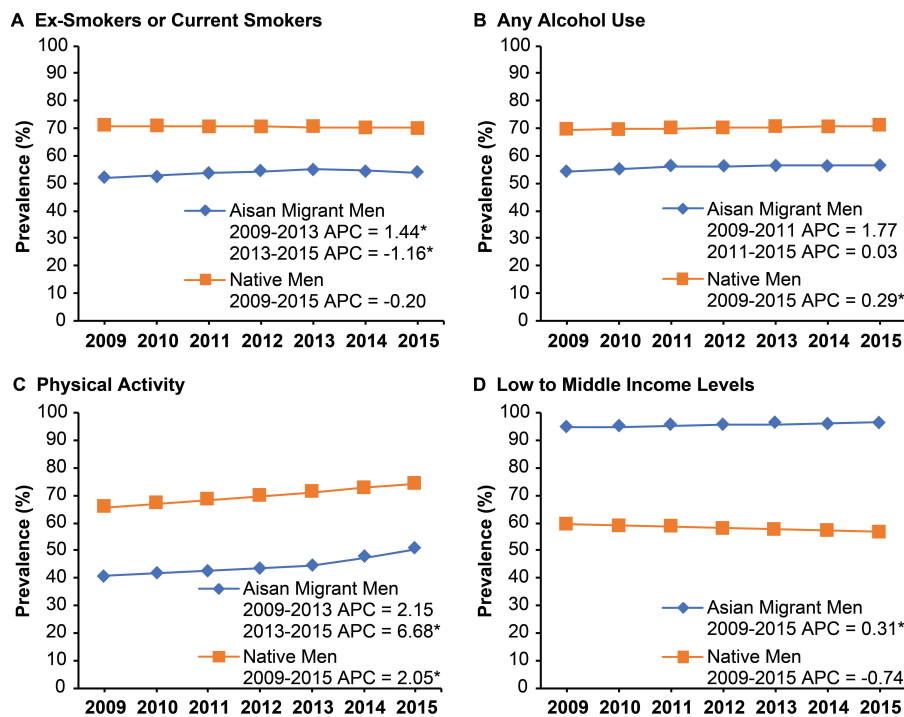 A Ex-Smokers or Current Smokers
100
90
80
70
60
50
40
30
20
10
0
Prevalence (%)
Aisan Migrant Men
2009-2013 APC = 1.44*
2013-2015 APC = -1.16*
Native Men
2009-2015 APC = -0.20
2009 2010 2011 2012 2013 2014 2015
B Any Alcohol Use
100
90
80
70
60
50
40
30
20
10
0
Prevalence (%)
Aisan Migrant Men
2009-2011 APC = 1.77
2011-2015 APC = 0.03
Native Men
2009-2015 APC = 0.29*
2009 2010 2011 2012 2013 2014 2015
C Physical Activity
100
90
80
70
60
50
40
30
20
10
0
Prevalence (%)
Aisan Migrant Men
2009-2013 APC = 2.15
2013-2015 APC = 6.68*
Native Men
2009-2015 APC = 2.05*
2009 2010 2011 2012 2013 2014 2015
D Low to Middle Income Levels
100
90
80
70
60
50
40
30
20
10
0
Prevalence (%)
Asian Migrant Men
2009-2015 APC = 0.31*
Native Men
2009-2015 APC = -0.74
2009 2010 2011 2012 2013 2014 2015